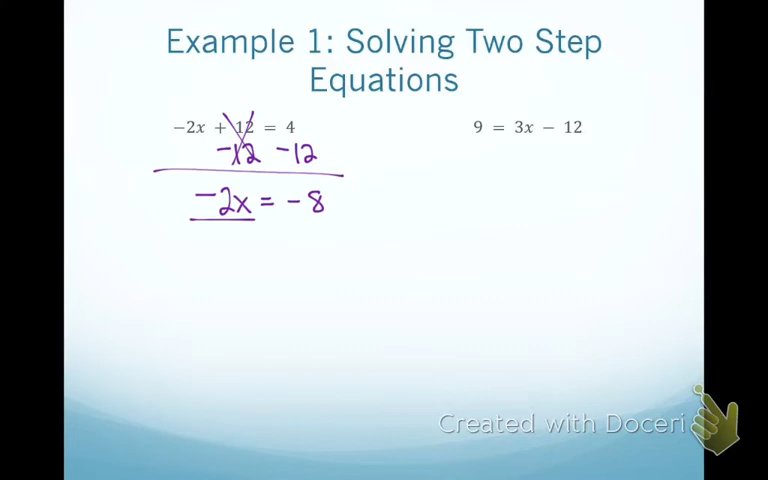 Example 1: Solving Two Step
Equations
−2x + 12 = 4
9 = 3x − 12
-12 -12
-2x = -8
Created with Doceri